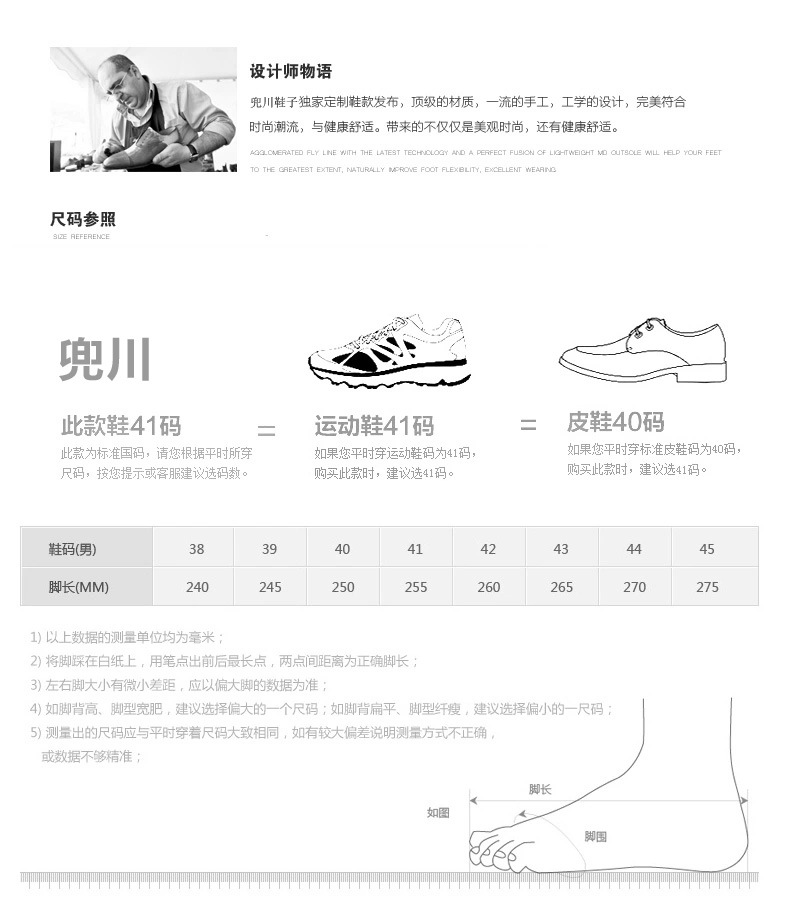 设计师物语
兜川鞋子独家定制鞋款发布，顶级的材质，一流的手工，工学的设计，完美符合
时尚潮流，与健康舒适。带来的不仅仅是美观时尚，还有健康舒适。
AGGLOMERATED FLY LINE WITH THE LATEST TECHNOLOGY AND A PERFECT FUSION OF LIGHTWEIGHT MD OUTSOLE WILL HELP YOUR FEET
TO THE GREATEST EXTENT, NATURALLY IMPROVE FOOT FLEXIBILITY, EXCELLENT WEARING.
尺码参照
SIZE REFERENCE
兜川
此款鞋41码 = 运动鞋41码 = 皮鞋40码
此款为标准国码，请您根据平时所穿
尺码，按您提示或客服建议选码数。
如果您平时穿运动鞋码为41码，
购买此款时，建议选41码。
如果您平时穿标准皮鞋码为40码，
购买此款时，建议选41码。
鞋码(男) 38 39 40 41 42 43 44 45
脚长(MM) 240 245 250 255 260 265 270 275
1) 以上数据的测量单位均为毫米；
2) 将脚踩在白纸上，用笔点出前后最长点，两点间距离为正确脚长；
3) 左右脚大小有微小差距，应以偏大脚的数据为准；
4) 如脚背高、脚型宽肥，建议选择偏大的一个尺码；如脚背扁平、脚型纤瘦，建议选择偏小的一尺码；
5) 测量出的尺码应与平时穿着尺码大致相同，如有较大偏差说明测量方式不正确，
或数据不够精准；
脚长
如图
脚围